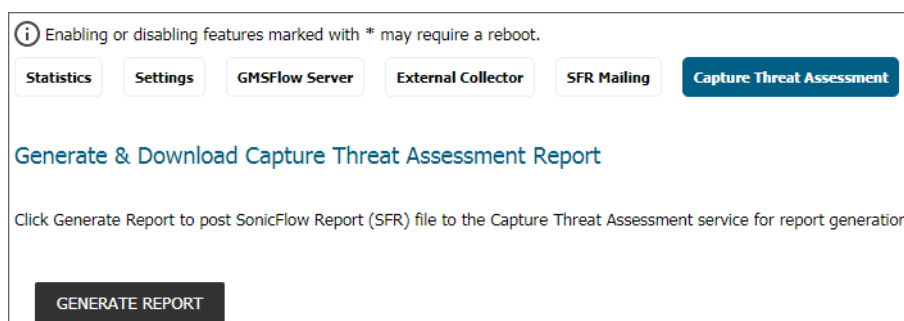 Enabling or disabling features marked with * may require a reboot.
Statistics Settings GMSFlow Server External Collector SFR Mailing Capture Threat Assessment
Generate & Download Capture Threat Assessment Report
Click Generate Report to post SonicFlow Report (SFR) file to the Capture Threat Assessment service for report generation
GENERATE REPORT